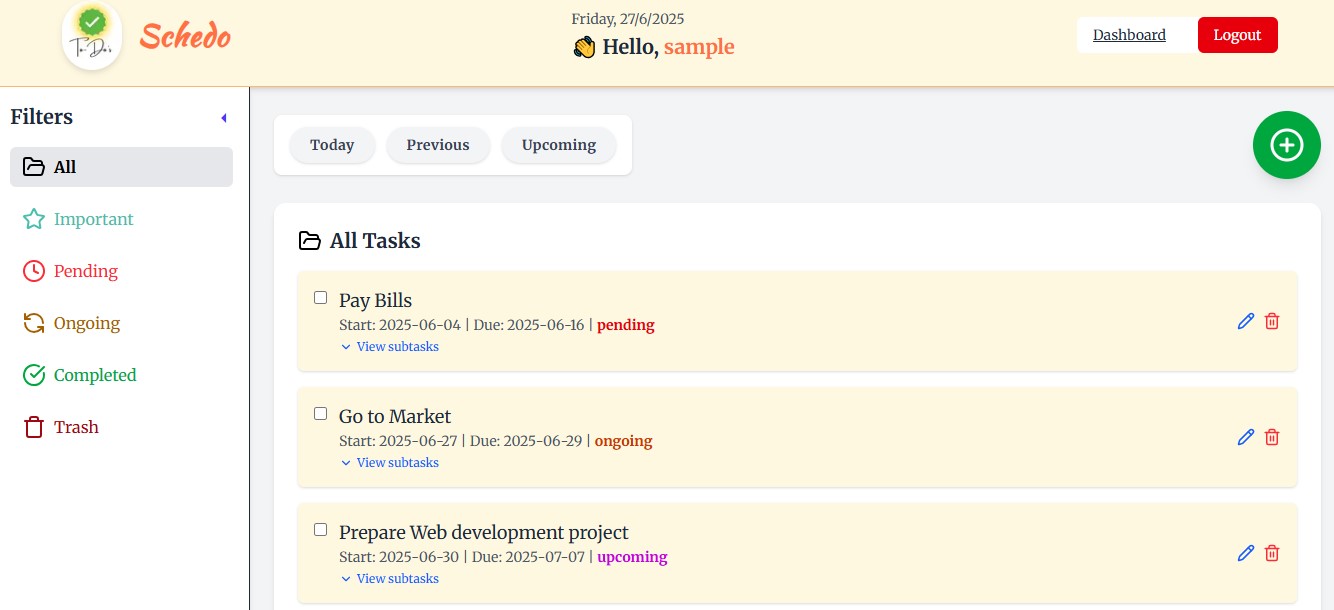 To-Do's
Schedo
Friday, 27/6/2025
Hello, sample
Dashboard
Logout
Filters
All
Important
Pending
Ongoing
Completed
Trash
Today
Previous
Upcoming
All Tasks
Pay Bills
Start: 2025-06-04 | Due: 2025-06-16 | pending
View subtasks
Go to Market
Start: 2025-06-27 | Due: 2025-06-29 | ongoing
View subtasks
Prepare Web development project
Start: 2025-06-30 | Due: 2025-07-07 | upcoming
View subtasks